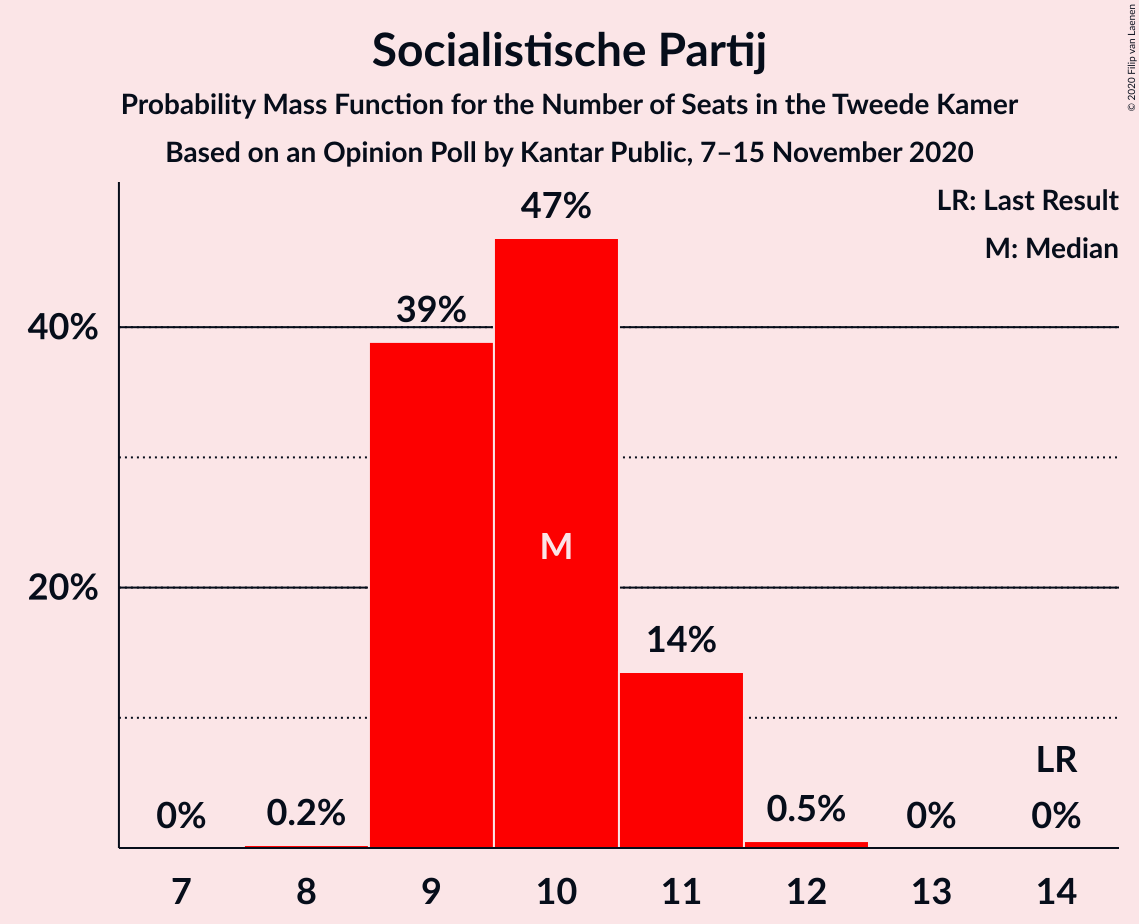 Socialistische Partij
Probability Mass Function for the Number of Seats in the Tweede Kamer
Based on an Opinion Poll by Kantar Public, 7–15 November 2020
© 2020 Filip van Laenen
LR: Last Result
M: Median
47%
39%
40%
M
20%
14%
LR
0% 0.2% 0.5% 0% 0%
7 8 9 10 11 12 13 14